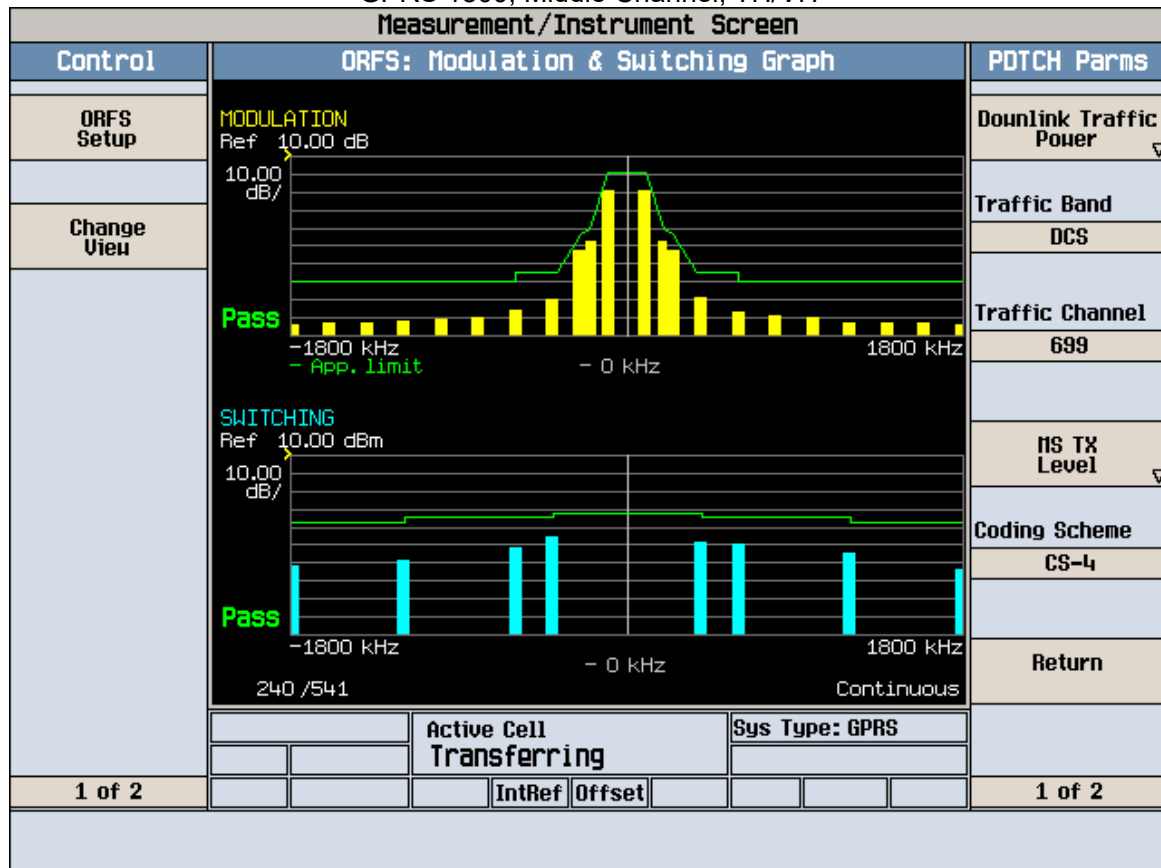 Measurement/Instrument Screen
Control
ORFS: Modulation & Switching Graph
PDTCH Parms
ORFS
Setup
Change
View
1 of 2
MODULATION
Ref 10.00 dB
10.00
dB/
Pass
-1800 kHz
1800 kHz
- App. limit
- 0 kHz
SWITCHING
Ref 10.00 dBm
10.00
dB/
Pass
-1800 kHz
1800 kHz
- 0 kHz
240 /541
Continuous
Active Cell
Transferring
Sys Type: GPRS
IntRef
Offset
Downlink Traffic
Power
Traffic Band
DCS
Traffic Channel
699
MS TX
Level
Coding Scheme
CS-4
Return
1 of 2